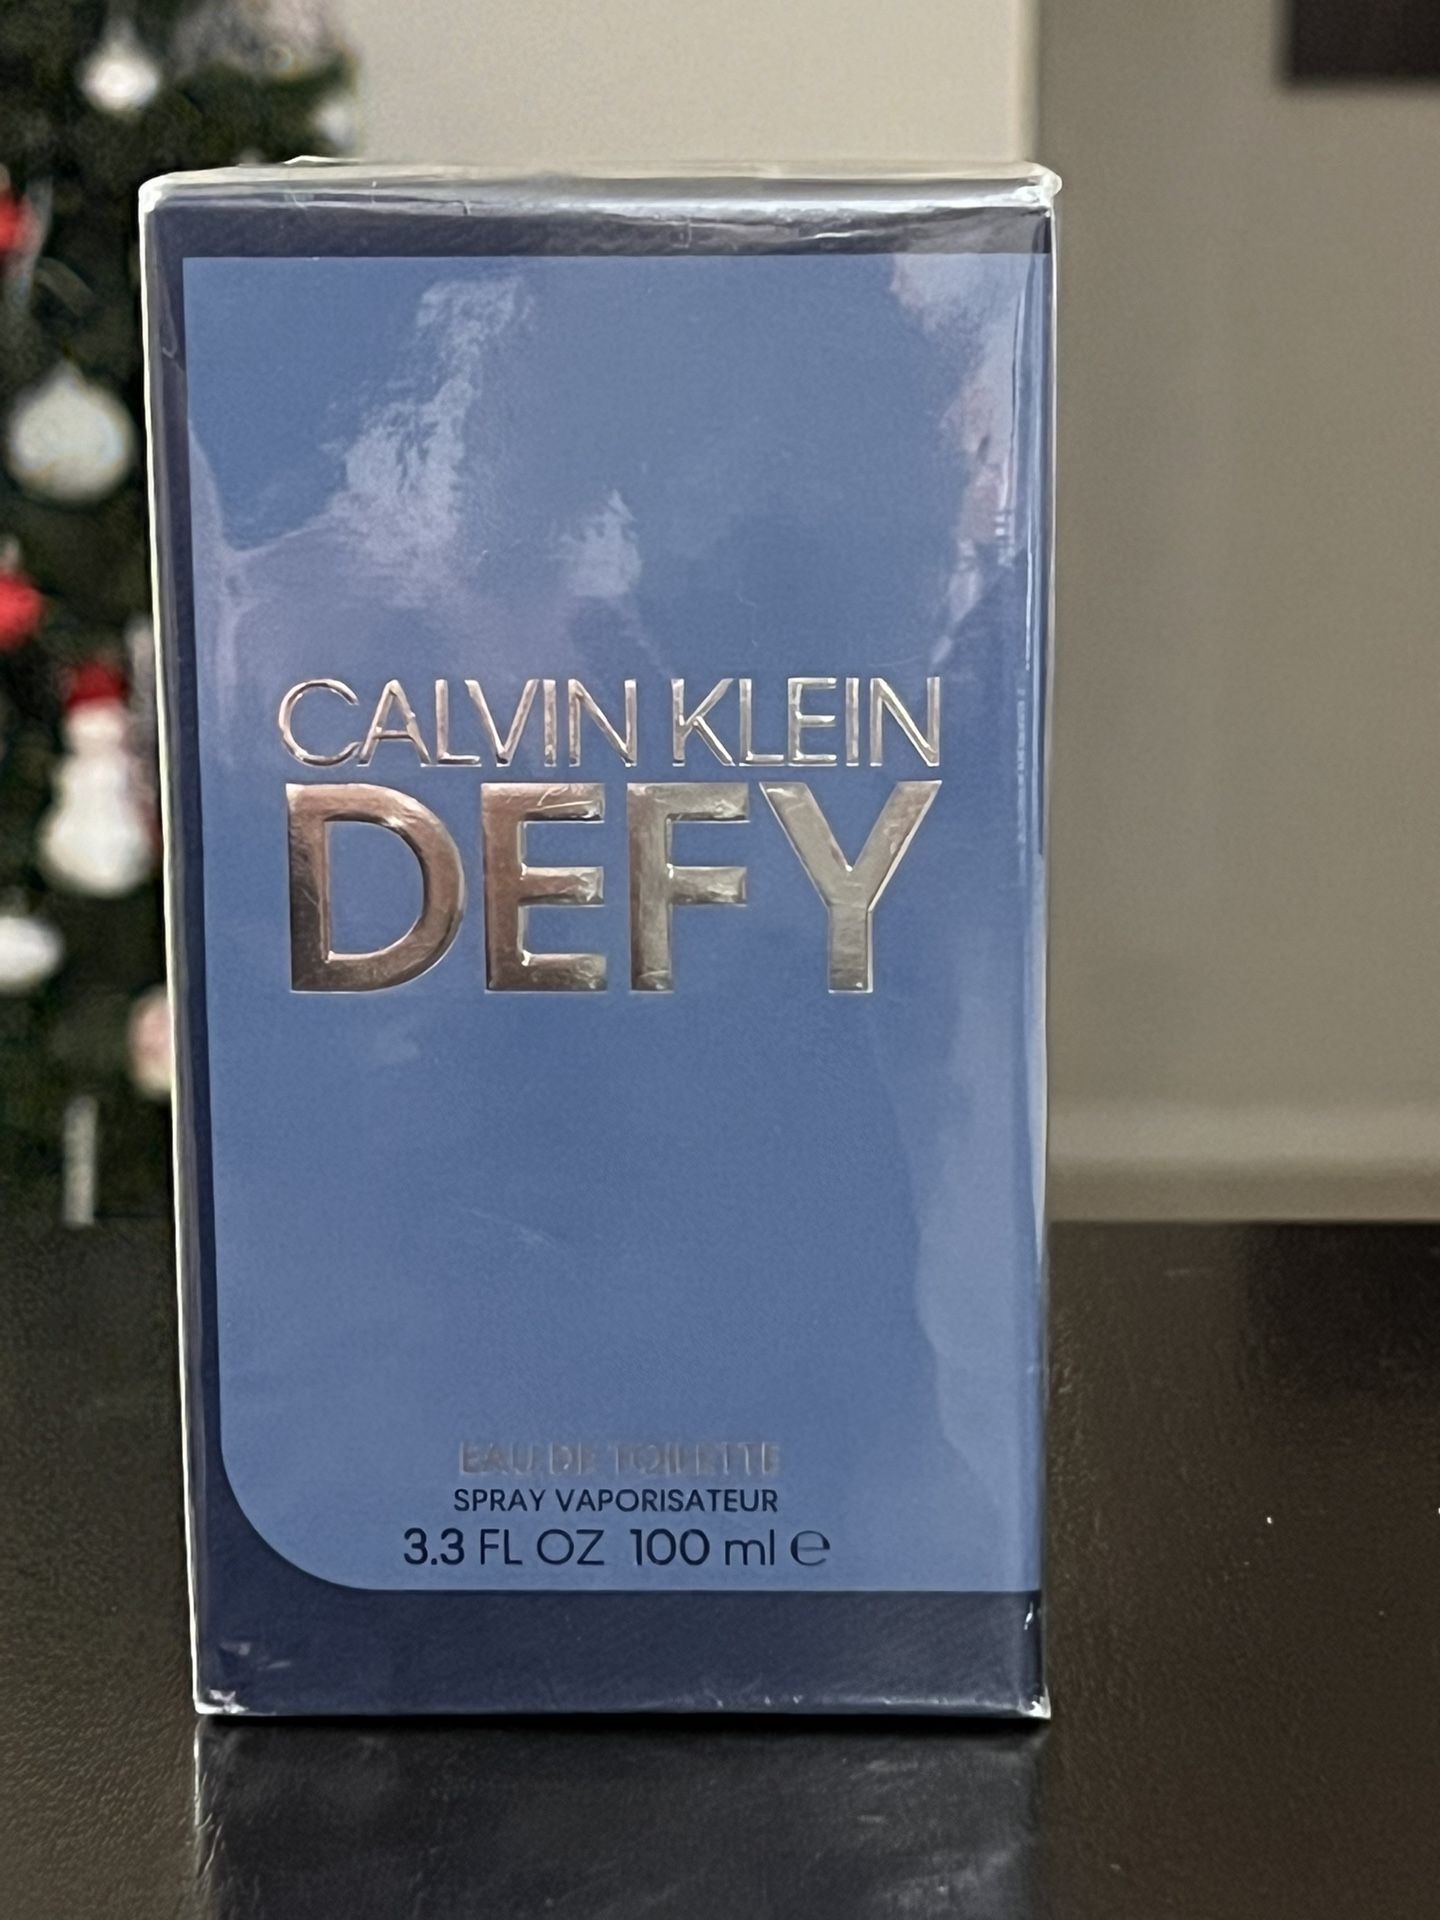 CALVIN KLEIN
DEFY
EAU DE TOILETTE
SPRAY VAPORISATEUR
3.3 FL OZ 100 ml ℮